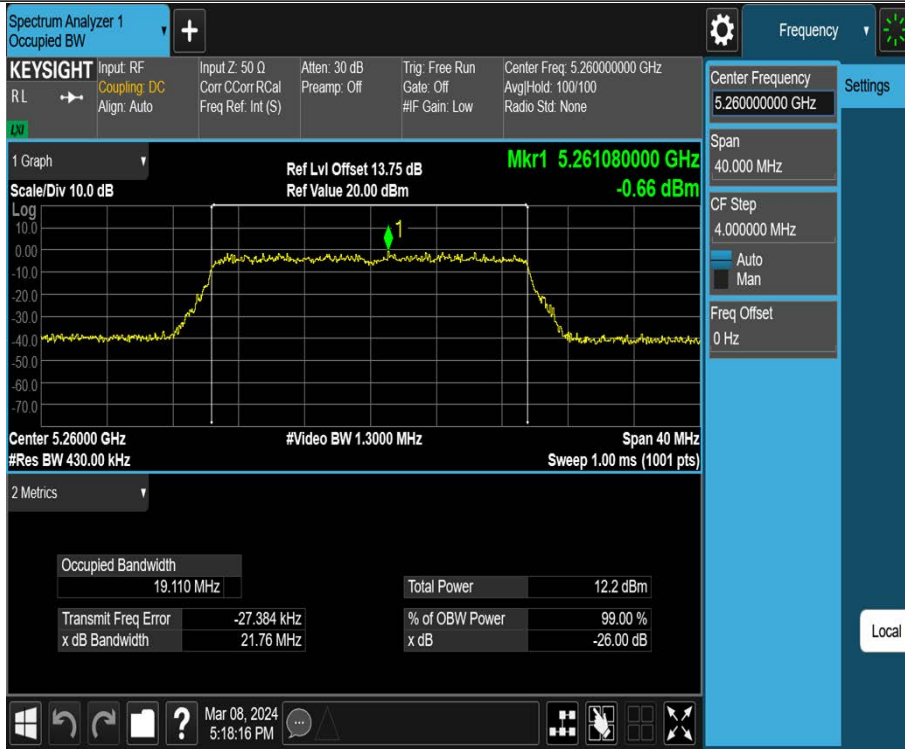 Spectrum Analyzer 1
Occupied BW
+
Frequency
KEYSIGHT
R L
LXI
Input: RF
Coupling: DC
Align: Auto
Input Z: 50 Ω
Corr CCorr RCal
Freq Ref: Int (S)
Atten: 30 dB
Preamp: Off
Trig: Free Run
Gate: Off
#IF Gain: Low
Center Freq: 5.260000000 GHz
Avg|Hold: 100/100
Radio Std: None
Center Frequency
5.260000000 GHz
Settings
Span
40.000 MHz
CF Step
4.000000 MHz
Auto
Man
Freq Offset
0 Hz
Local
1 Graph
Scale/Div 10.0 dB
Ref Lvl Offset 13.75 dB
Ref Value 20.00 dBm
Mkr1 5.261080000 GHz
-0.66 dBm
Log
10.0
0.00
-10.0
-20.0
-30.0
-40.0
-50.0
-60.0
-70.0
1
Center 5.26000 GHz
#Res BW 430.00 kHz
#Video BW 1.3000 MHz
Span 40 MHz
Sweep 1.00 ms (1001 pts)
2 Metrics
Occupied Bandwidth
19.110 MHz
Total Power 12.2 dBm
Transmit Freq Error -27.384 kHz
% of OBW Power 99.00 %
x dB Bandwidth 21.76 MHz
x dB -26.00 dB
?
Mar 08, 2024
5:18:16 PM